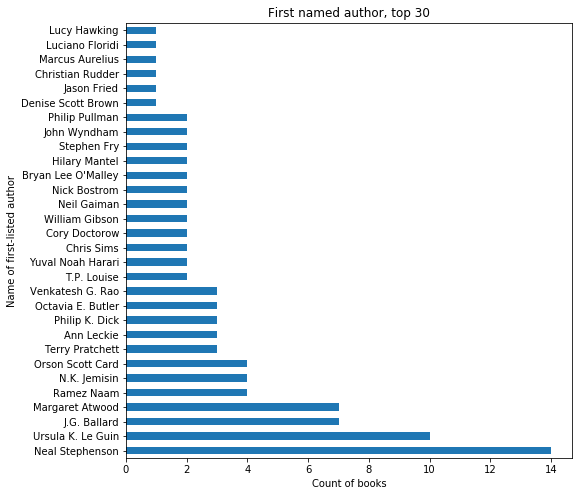 First named author, top 30
Name of first-listed author
Lucy Hawking
Luciano Floridi
Marcus Aurelius
Christian Rudder
Jason Fried
Denise Scott Brown
Philip Pullman
John Wyndham
Stephen Fry
Hilary Mantel
Bryan Lee O'Malley
Nick Bostrom
Neil Gaiman
William Gibson
Cory Doctorow
Chris Sims
Yuval Noah Harari
T.P. Louise
Venkatesh G. Rao
Octavia E. Butler
Philip K. Dick
Ann Leckie
Terry Pratchett
Orson Scott Card
N.K. Jemisin
Ramez Naam
Margaret Atwood
J.G. Ballard
Ursula K. Le Guin
Neal Stephenson
0 2 4 6 8 10 12 14
Count of books